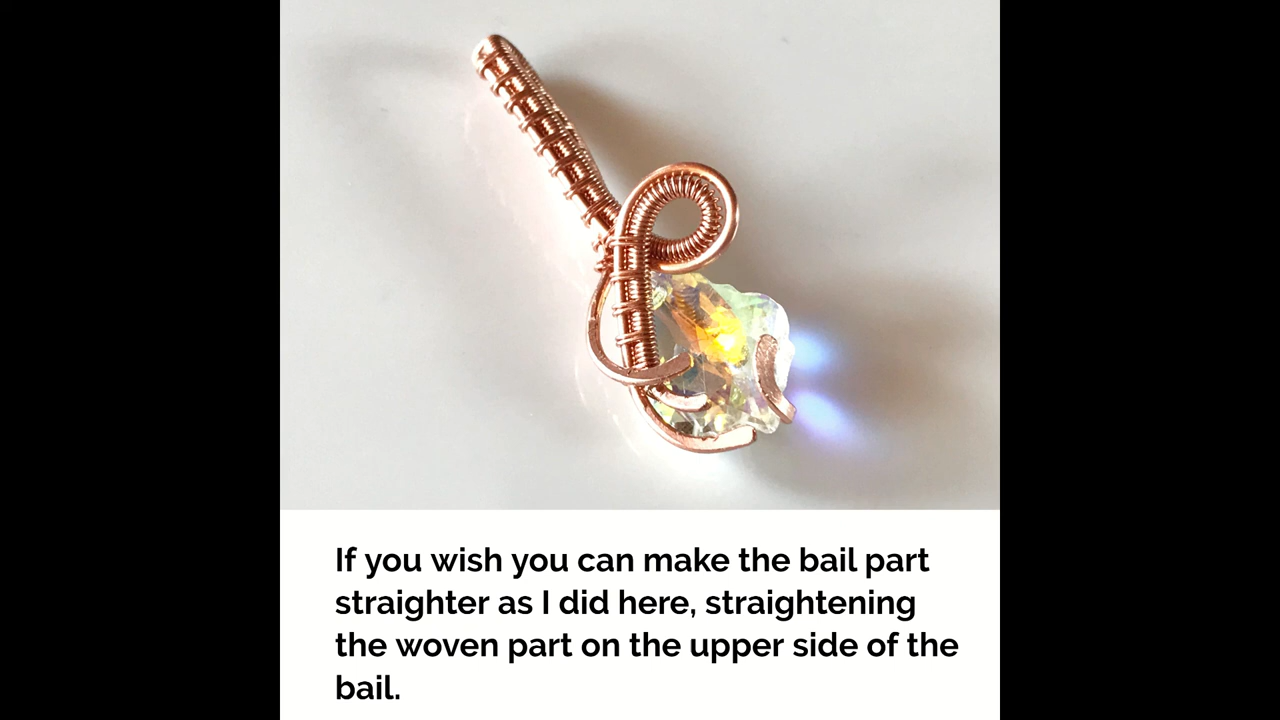 If you wish you can make the bail part
straighter as I did here, straightening
the woven part on the upper side of the
bail.